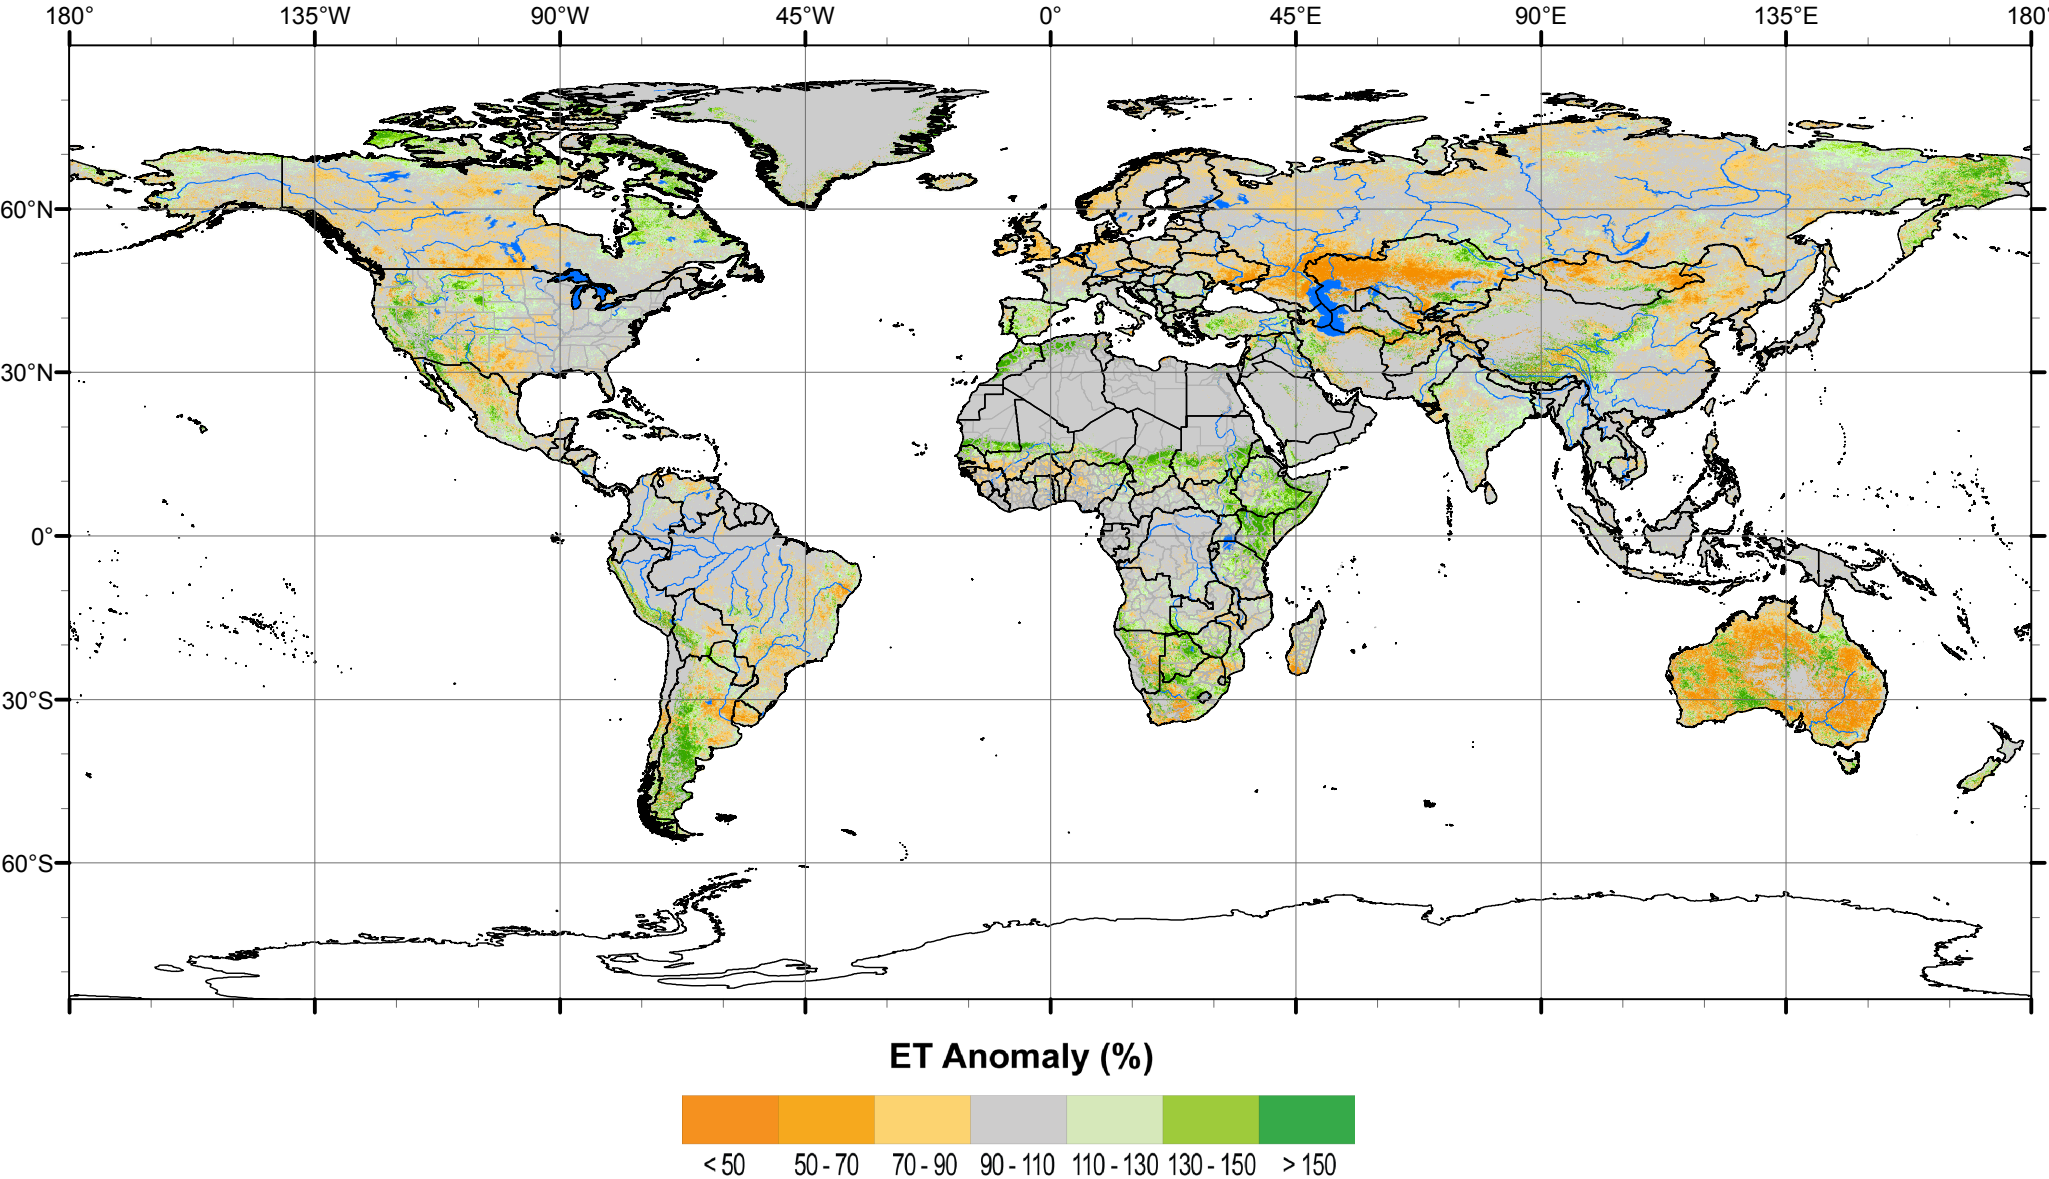 180° 135°W 90°W 45°W 0° 45°E 90°E 135°E 180°
60°N
30°N
0°
30°S
60°S
ET Anomaly (%)
< 50 50 - 70 70 - 90 90 - 110 110 - 130 130 - 150 > 150